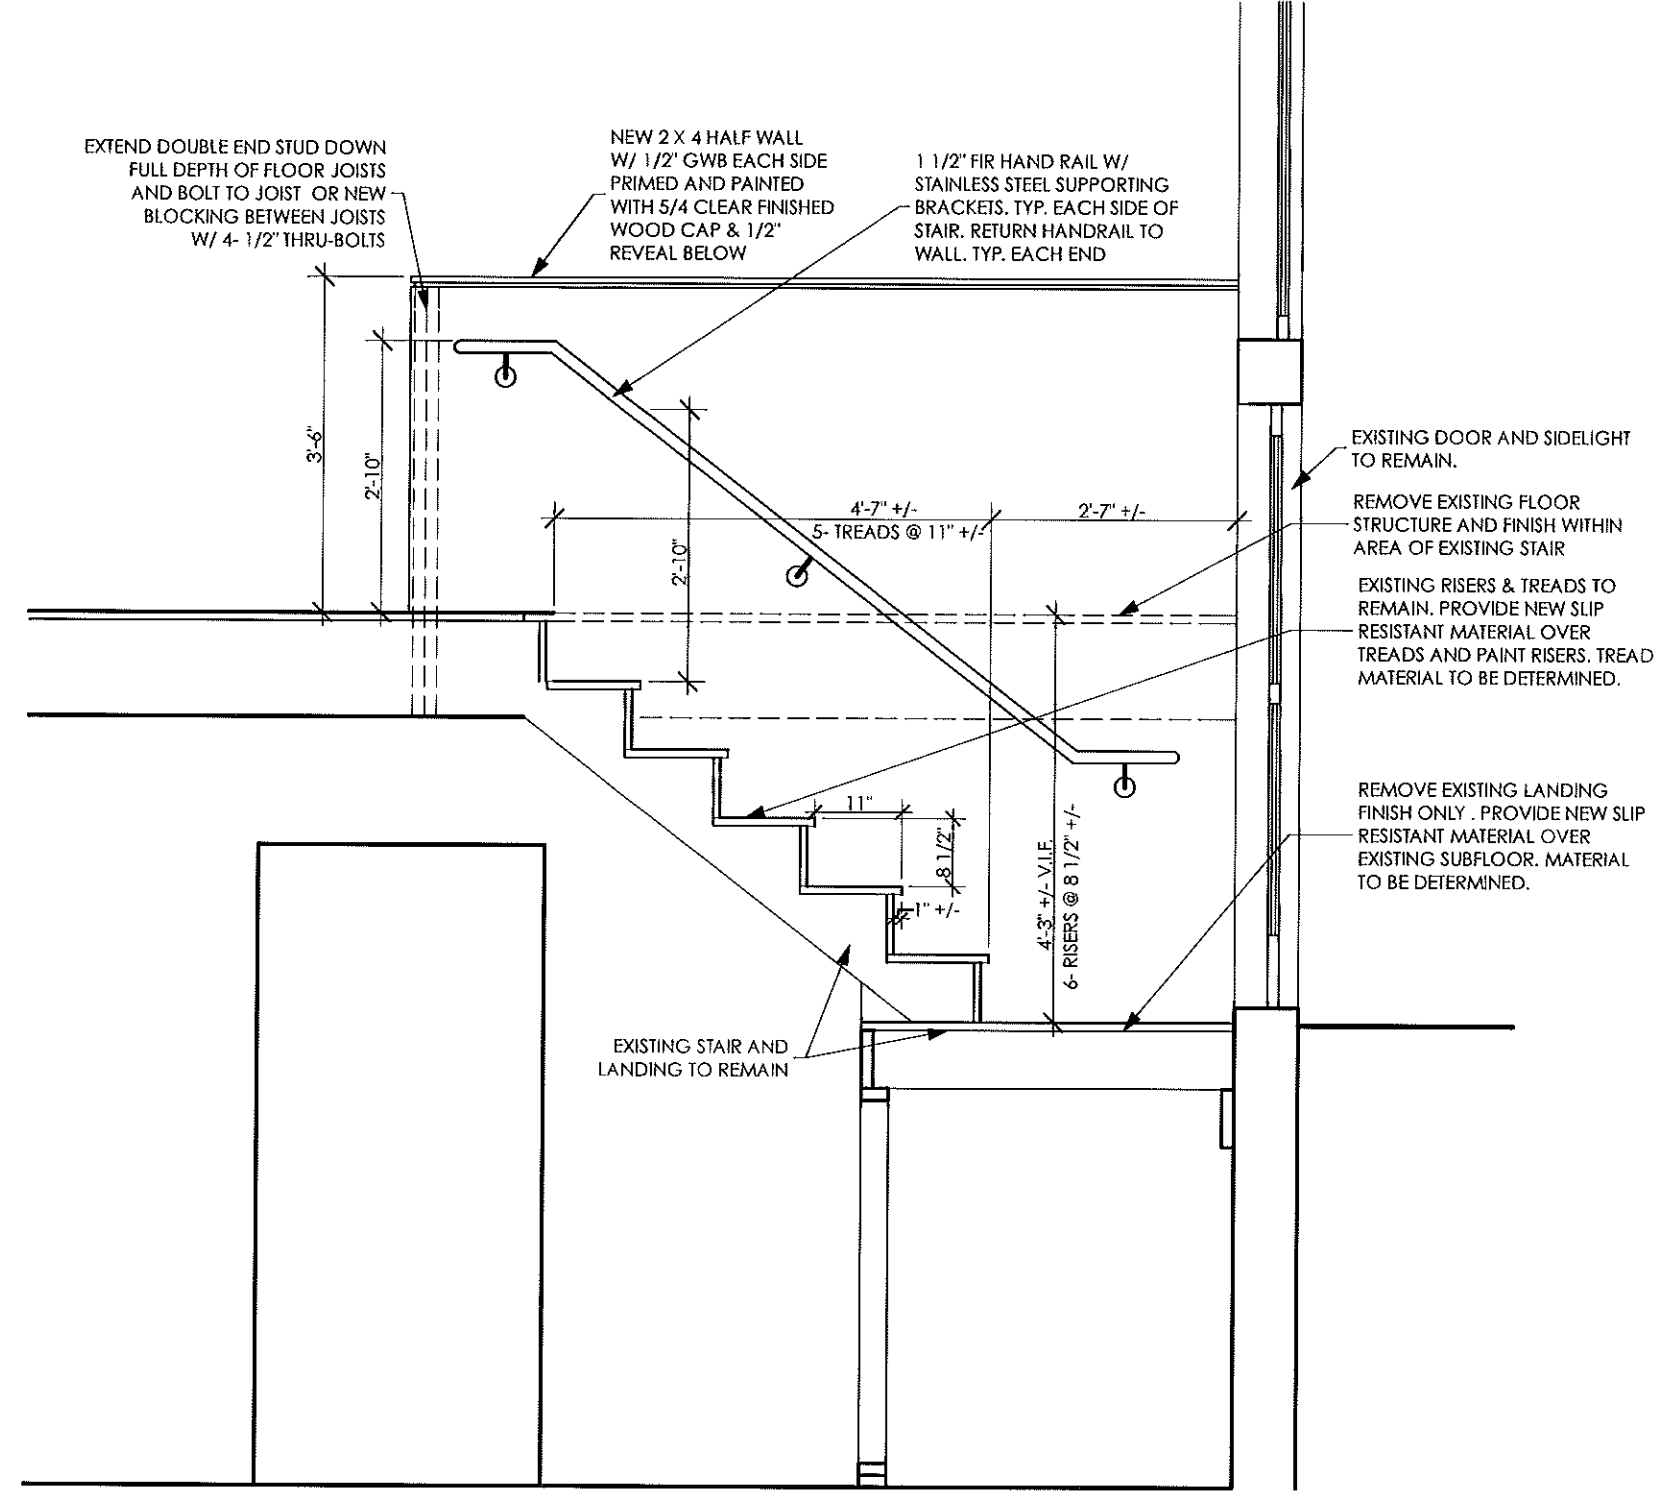 EXTEND DOUBLE END STUD DOWN
FULL DEPTH OF FLOOR JOISTS
AND BOLT TO JOIST OR NEW
BLOCKING BETWEEN JOISTS
W/ 4- 1/2" THRU-BOLTS
NEW 2 X 4 HALF WALL
W/ 1/2" GWB EACH SIDE
PRIMED AND PAINTED
WITH 5/4 CLEAR FINISHED
WOOD CAP & 1/2"
REVEAL BELOW
1 1/2" FIR HAND RAIL W/
STAINLESS STEEL SUPPORTING
BRACKETS. TYP. EACH SIDE OF
STAIR. RETURN HANDRAIL TO
WALL. TYP. EACH END
3'-6"
2'-10"
2'-10"
4'-7" +/-
5- TREADS @ 11" +/-
2'-7" +/-
EXISTING DOOR AND SIDELIGHT
TO REMAIN.
REMOVE EXISTING FLOOR
STRUCTURE AND FINISH WITHIN
AREA OF EXISTING STAIR
EXISTING RISERS & TREADS TO
REMAIN. PROVIDE NEW SLIP
RESISTANT MATERIAL OVER
TREADS AND PAINT RISERS. TREAD
MATERIAL TO BE DETERMINED.
11"
8 1/2"
1" +/-
4'-3" +/- V.I.F.
6- RISERS @ 8 1/2" +/-
REMOVE EXISTING LANDING
FINISH ONLY . PROVIDE NEW SLIP
RESISTANT MATERIAL OVER
EXISTING SUBFLOOR. MATERIAL
TO BE DETERMINED.
EXISTING STAIR AND
LANDING TO REMAIN